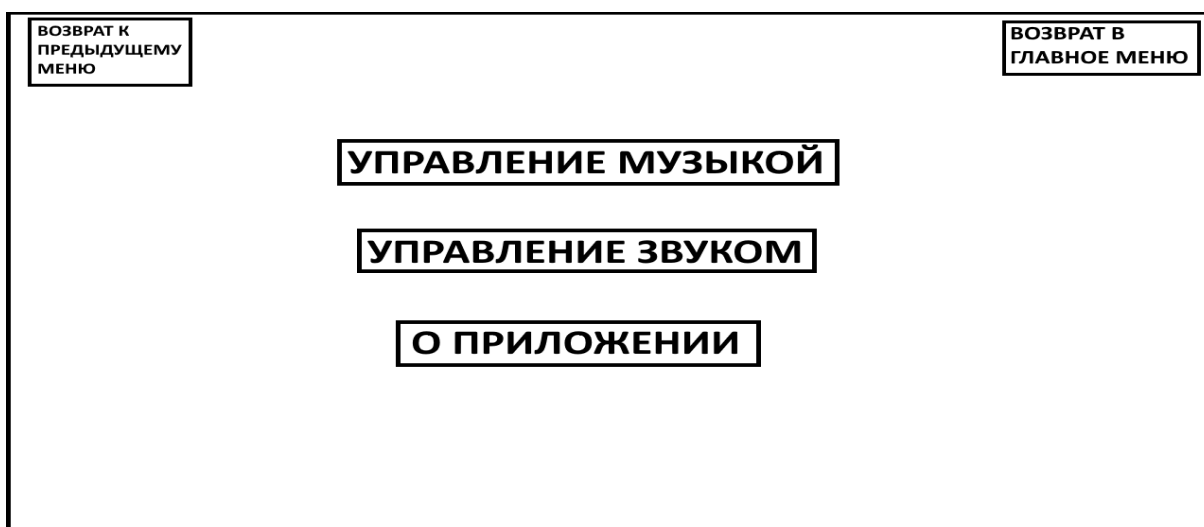 ВОЗВРАТ К
ПРЕДЫДУЩЕМУ
МЕНЮ
ВОЗВРАТ В
ГЛАВНОЕ МЕНЮ
УПРАВЛЕНИЕ МУЗЫКОЙ
УПРАВЛЕНИЕ ЗВУКОМ
О ПРИЛОЖЕНИИ